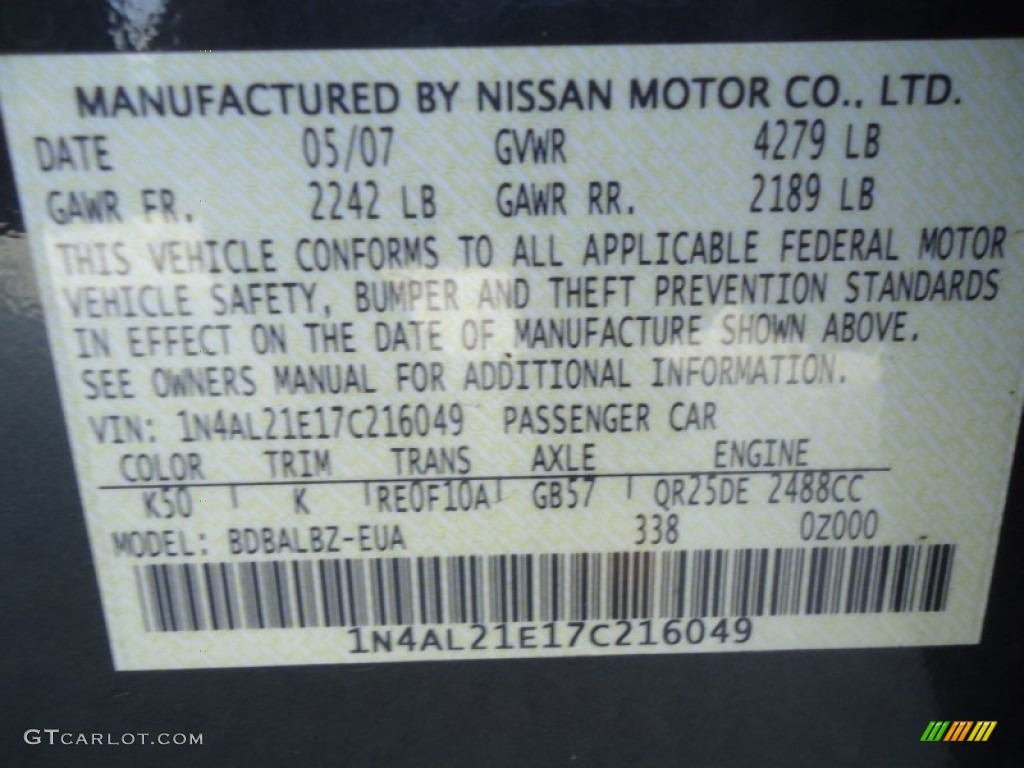 MANUFACTURED BY NISSAN MOTOR CO., LTD.
DATE 05/07 GVWR 4279 LB
GAWR FR. 2242 LB GAWR RR. 2189 LB
THIS VEHICLE CONFORMS TO ALL APPLICABLE FEDERAL MOTOR
VEHICLE SAFETY, BUMPER AND THEFT PREVENTION STANDARDS
IN EFFECT ON THE DATE OF MANUFACTURE SHOWN ABOVE.
SEE OWNERS MANUAL FOR ADDITIONAL INFORMATION.
VIN: 1N4AL21E17C216049 PASSENGER CAR
COLOR TRIM TRANS AXLE ENGINE
K50 K RE0F10A GB57 QR25DE 2488CC
MODEL: BDBALBZ-EUA 338 0Z000
1N4AL21E17C216049
GTCARLOT.COM